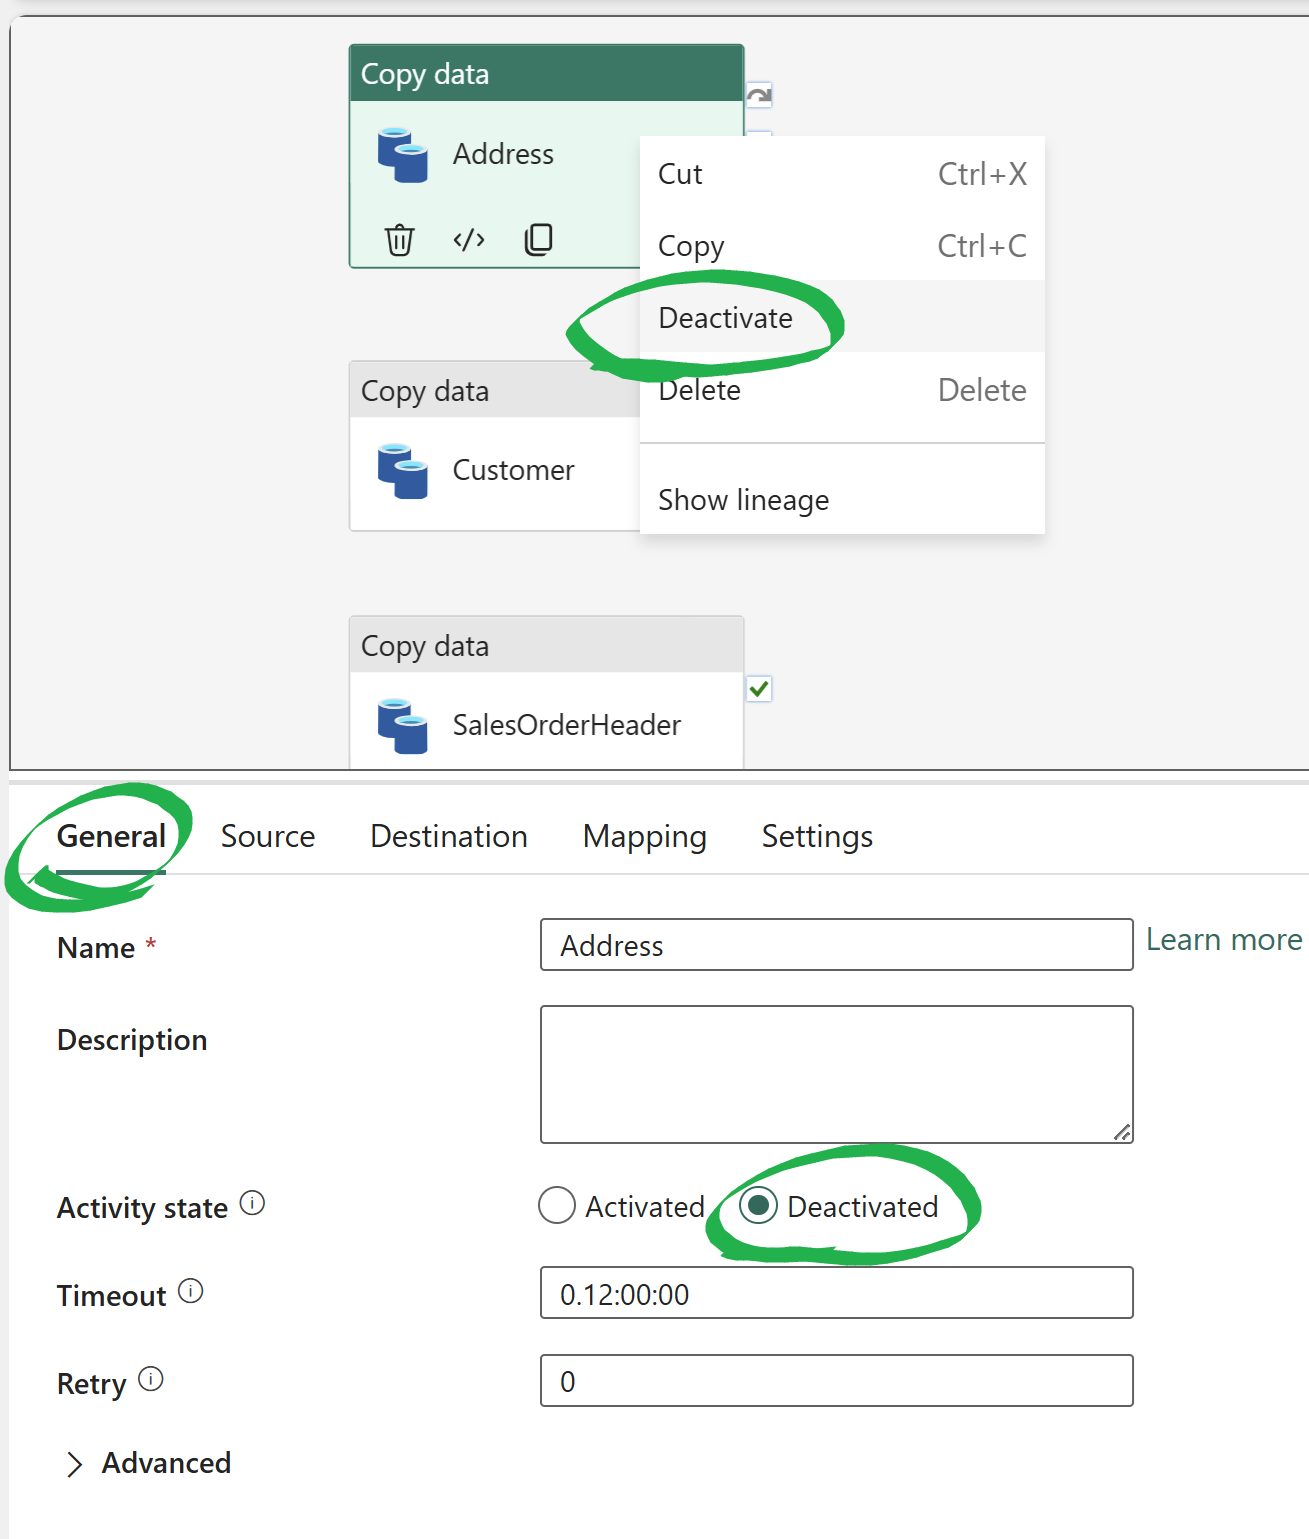 Copy data
Address
</>
Cut Ctrl+X
Copy Ctrl+C
Deactivate
Delete Delete
Show lineage
Copy data
Customer
Copy data
SalesOrderHeader
General Source Destination Mapping Settings
Name * Address Learn more
Description
Activity state Activated Deactivated
Timeout 0.12:00:00
Retry 0
Advanced